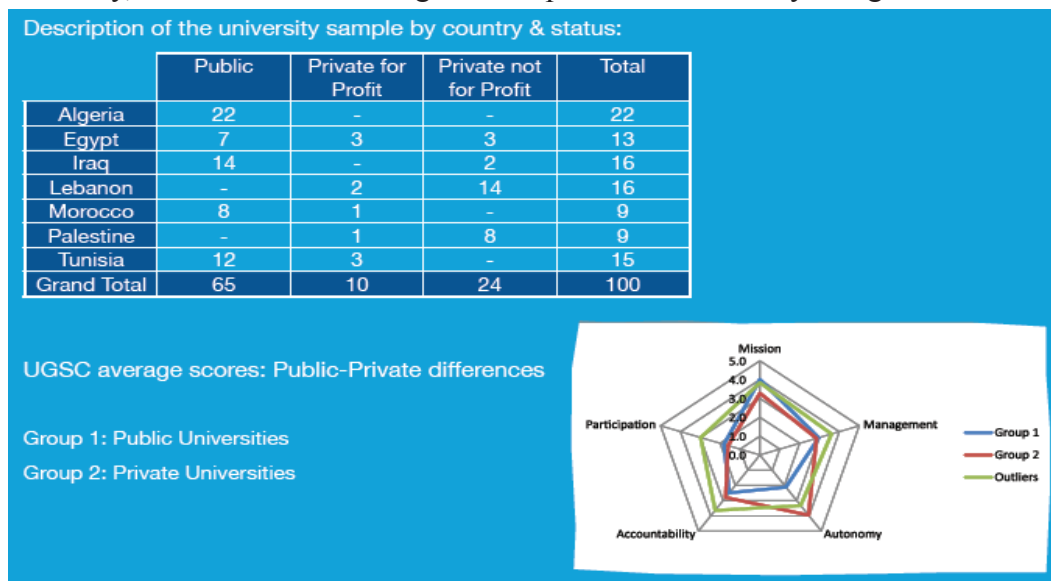 Description of the university sample by country & status:
Public Private for Profit Private not for Profit Total
Algeria 22 - - 22
Egypt 7 3 3 13
Iraq 14 - 2 16
Lebanon - 2 14 16
Morocco 8 1 - 9
Palestine - 1 8 9
Tunisia 12 3 - 15
Grand Total 65 10 24 100
UGSC average scores: Public-Private differences
Group 1: Public Universities
Group 2: Private Universities
Mission
5.0
4.0
3.0
2.0
1.0
0.0
Participation
Management
Accountability
Autonomy
Group 1
Group 2
Outliers